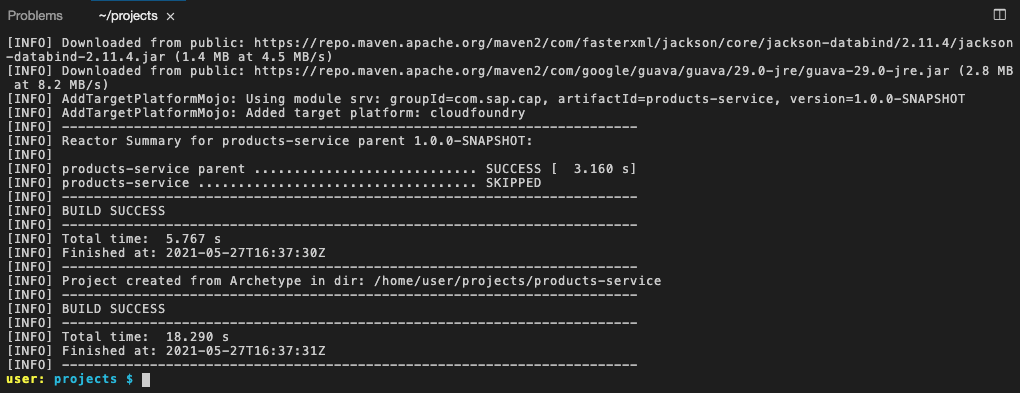 Problems ~/projects ×
[INFO] Downloaded from public: https://repo.maven.apache.org/maven2/com/fasterxml/jackson/core/jackson-databind/2.11.4/jackson
-databind-2.11.4.jar (1.4 MB at 4.5 MB/s)
[INFO] Downloaded from public: https://repo.maven.apache.org/maven2/com/google/guava/guava/29.0-jre/guava-29.0-jre.jar (2.8 MB
 at 8.2 MB/s)
[INFO] AddTargetPlatformMojo: Using module srv: groupId=com.sap.cap, artifactId=products-service, version=1.0.0-SNAPSHOT
[INFO] AddTargetPlatformMojo: Added target platform: cloudfoundry
[INFO] ------------------------------------------------------------------------
[INFO] Reactor Summary for products-service parent 1.0.0-SNAPSHOT:
[INFO]
[INFO] products-service parent ............................ SUCCESS [  3.160 s]
[INFO] products-service ................................... SKIPPED
[INFO] ------------------------------------------------------------------------
[INFO] BUILD SUCCESS
[INFO] ------------------------------------------------------------------------
[INFO] Total time:  5.767 s
[INFO] Finished at: 2021-05-27T16:37:30Z
[INFO] ------------------------------------------------------------------------
[INFO] Project created from Archetype in dir: /home/user/projects/products-service
[INFO] ------------------------------------------------------------------------
[INFO] BUILD SUCCESS
[INFO] ------------------------------------------------------------------------
[INFO] Total time:  18.290 s
[INFO] Finished at: 2021-05-27T16:37:31Z
[INFO] ------------------------------------------------------------------------
user: projects $